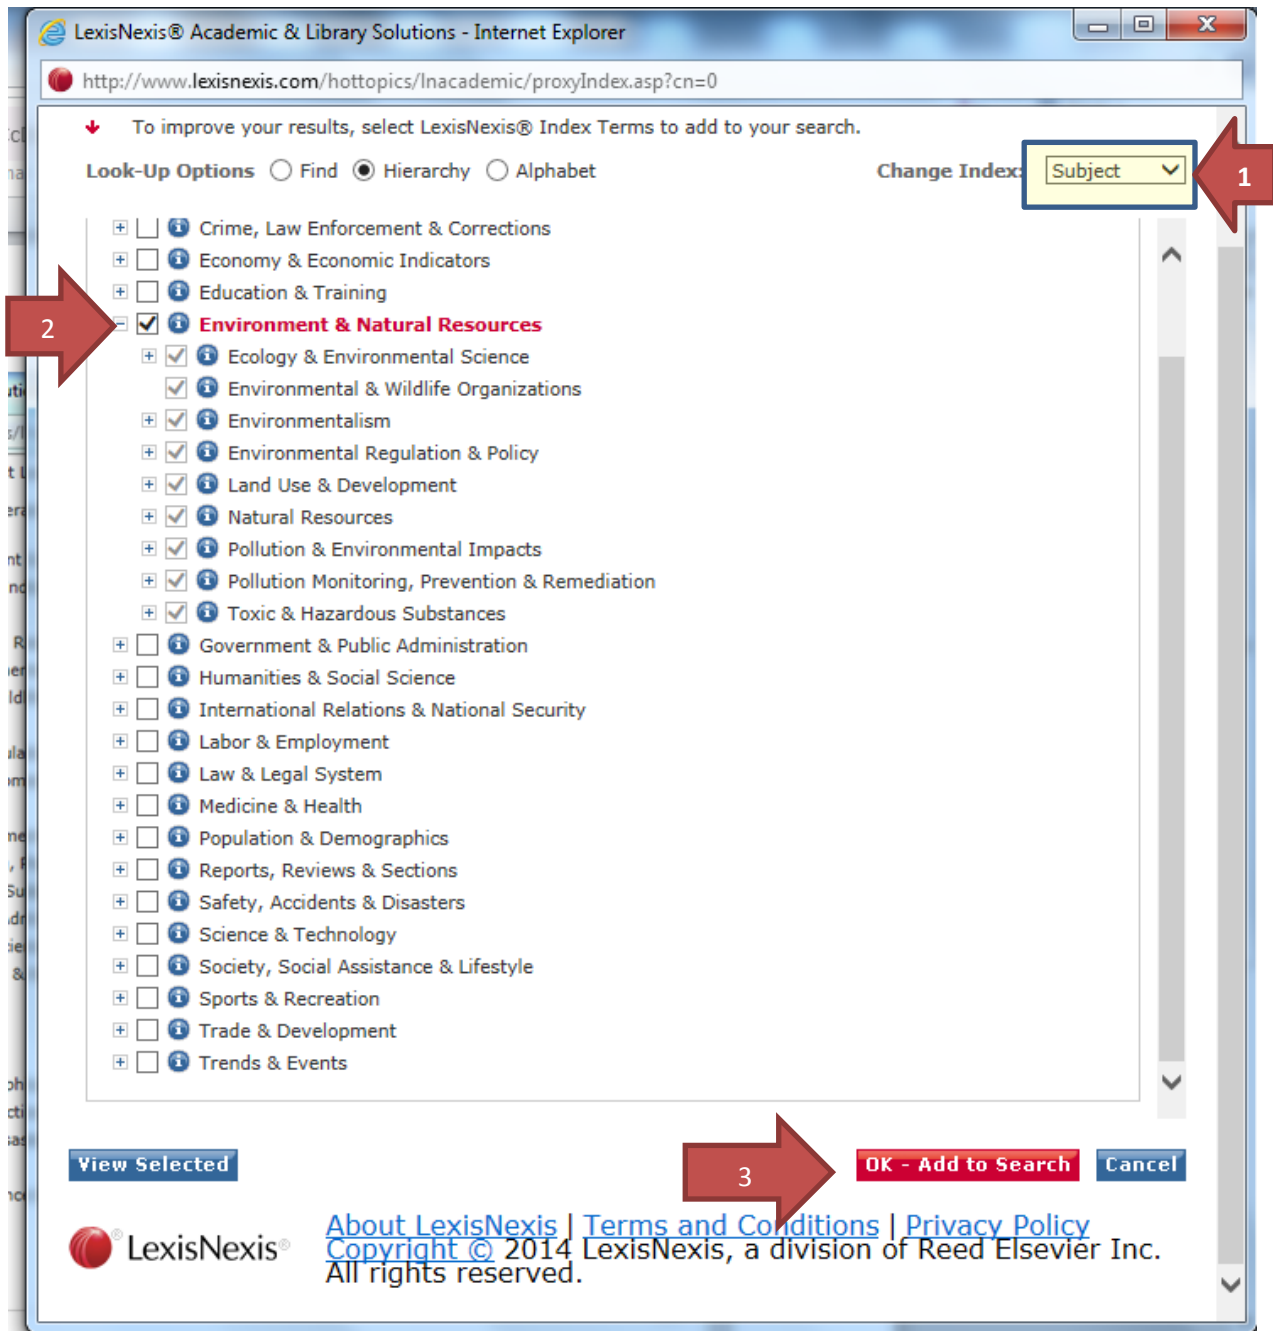 LexisNexis® Academic & Library Solutions - Internet Explorer
http://www.lexisnexis.com/hottopics/lnacademic/proxyIndex.asp?cn=0
To improve your results, select LexisNexis® Index Terms to add to your search.
Look-Up Options Find Hierarchy Alphabet Change Index: Subject 1
Crime, Law Enforcement & Corrections
Economy & Economic Indicators
Education & Training
2 Environment & Natural Resources
Ecology & Environmental Science
Environmental & Wildlife Organizations
Environmentalism
Environmental Regulation & Policy
Land Use & Development
Natural Resources
Pollution & Environmental Impacts
Pollution Monitoring, Prevention & Remediation
Toxic & Hazardous Substances
Government & Public Administration
Humanities & Social Science
International Relations & National Security
Labor & Employment
Law & Legal System
Medicine & Health
Population & Demographics
Reports, Reviews & Sections
Safety, Accidents & Disasters
Science & Technology
Society, Social Assistance & Lifestyle
Sports & Recreation
Trade & Development
Trends & Events
View Selected 3 OK - Add to Search Cancel
LexisNexis®
About LexisNexis | Terms and Conditions | Privacy Policy
Copyright © 2014 LexisNexis, a division of Reed Elsevier Inc.
All rights reserved.